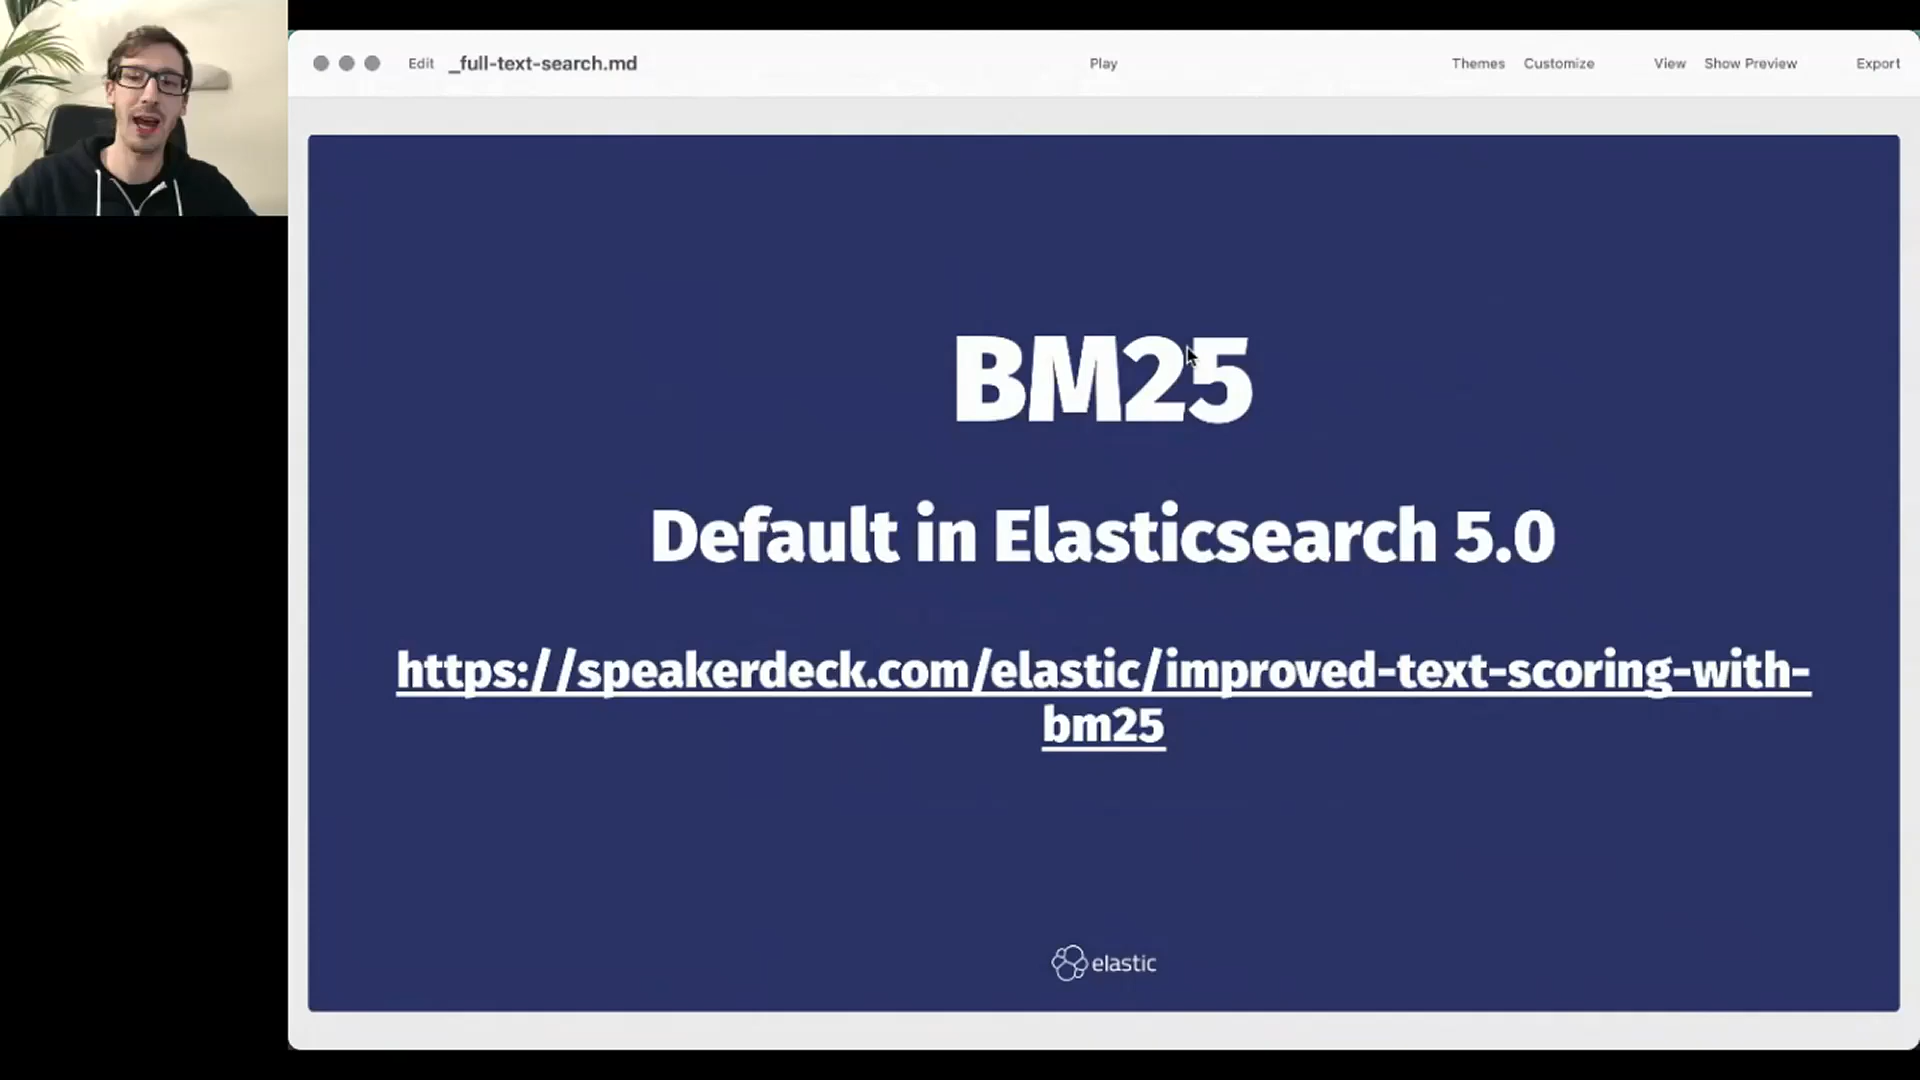 Edit _full-text-search.md Play Themes Customize View Show Preview Export
BM25
Default in Elasticsearch 5.0
https://speakerdeck.com/elastic/improved-text-scoring-with-
bm25
elastic